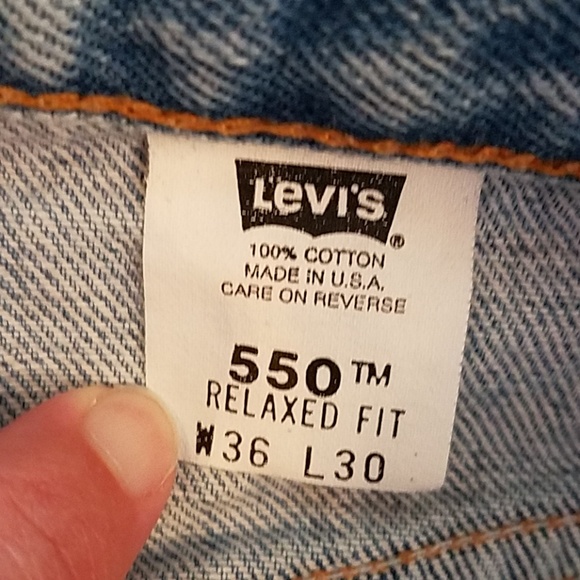 Levi's ®
100% COTTON
MADE IN U.S.A.
CARE ON REVERSE
550™
RELAXED FIT
W36 L30